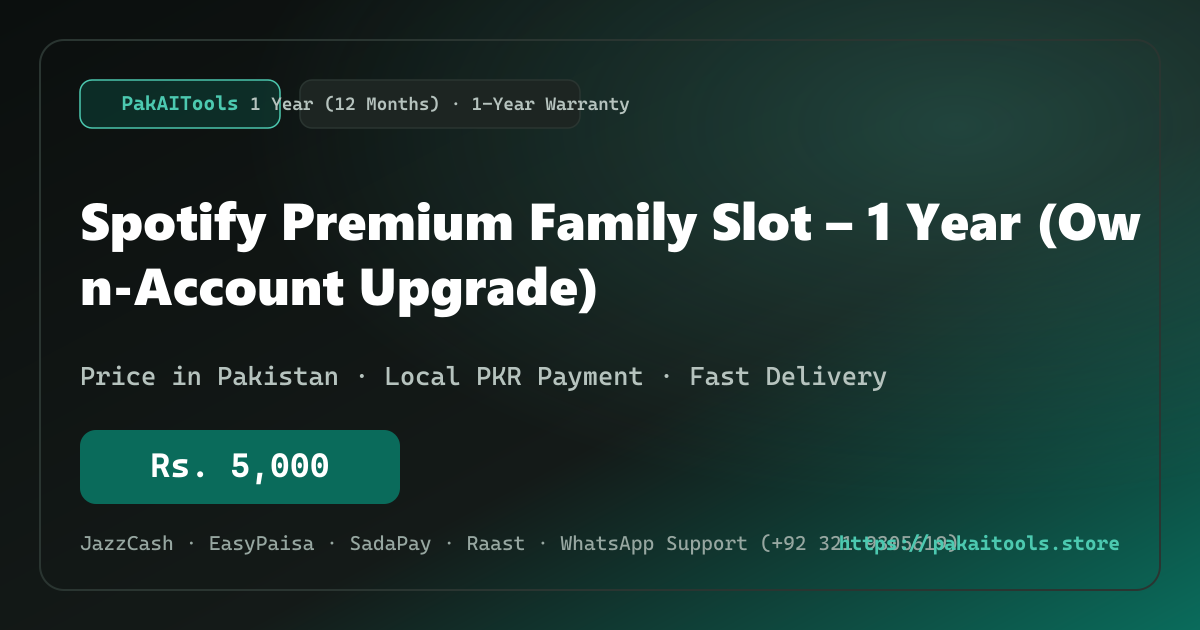 PakAITools 1 Year (12 Months) · 1-Year Warranty
Spotify Premium Family Slot – 1 Year (Ow
n-Account Upgrade)
Price in Pakistan · Local PKR Payment · Fast Delivery
Rs. 5,000
JazzCash · EasyPaisa · SadaPay · Raast · WhatsApp Support (+92 321 https://pakaitools.store